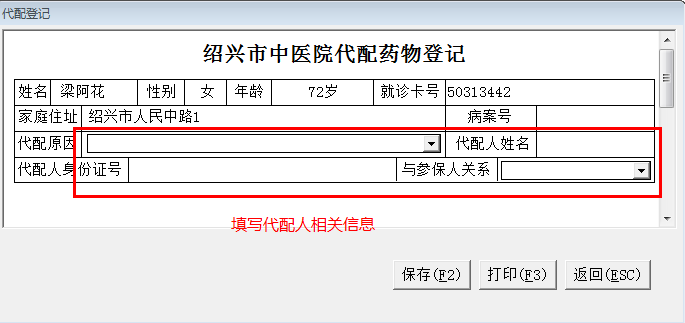 代配登记
绍兴市中医院代配药物登记
姓名 梁阿花 性别 女 年龄 72岁 就诊卡号 50313442
家庭住址 绍兴市人民中路1 病案号
代配原因 代配人姓名
代配人身份证号 与参保人关系
填写代配人相关信息
保存(F2) 打印(F3) 返回(ESC)